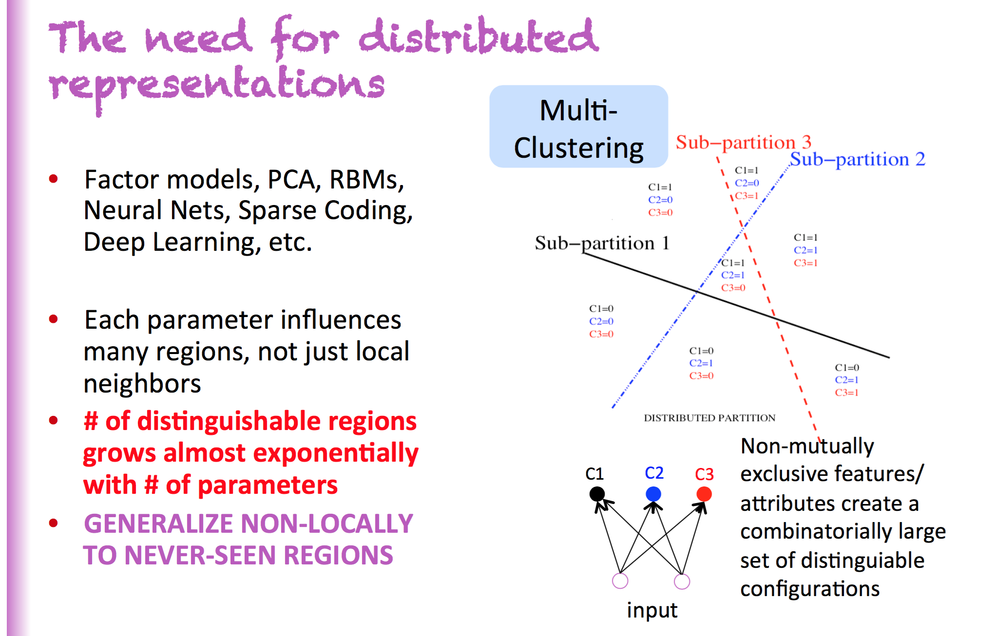 The need for distributed
representations
• Factor models, PCA, RBMs,
Neural Nets, Sparse Coding,
Deep Learning, etc.
• Each parameter influences
many regions, not just local
neighbors
• # of distinguishable regions
grows almost exponentially
with # of parameters
• GENERALIZE NON-LOCALLY
TO NEVER-SEEN REGIONS
Multi-
Clustering
Sub-partition 3
Sub-partition 2
C1=1
C2=0
C3=1
C1=1
C2=0
C3=0
Sub-partition 1
C1=1
C2=1
C3=1
C1=1
C2=1
C3=0
C1=0
C2=0
C3=0
C1=0
C2=1
C3=0
C1=0
C2=1
C3=1
DISTRIBUTED PARTITION
C1 C2 C3
input
Non-mutually
exclusive features/
attributes create a
combinatorially large
set of distinguiable
configurations